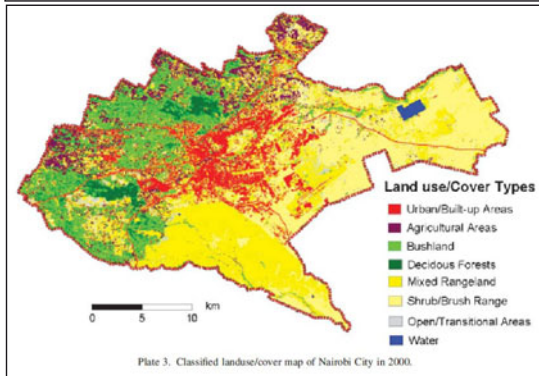 Land use/Cover Types
Urban/Built-up Areas
Agricultural Areas
Bushland
Decidous Forests
Mixed Rangeland
Shrub/Brush Range
Open/Transitional Areas
Water
km
0 5 10
Plate 3. Classified landuse/cover map of Nairobi City in 2000.